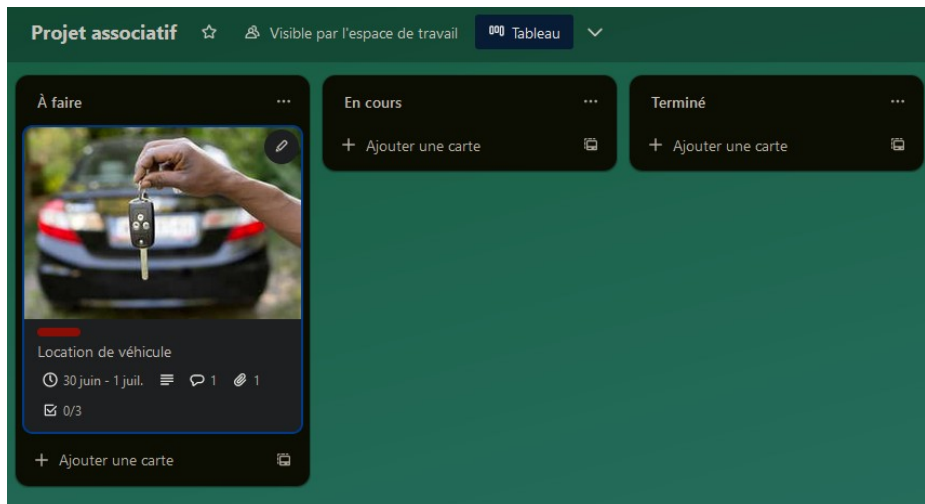 Projet associatif
Visible par l'espace de travail
Tableau
À faire
En cours
Terminé
Ajouter une carte
Ajouter une carte
Location de véhicule
30 juin - 1 juil.
1
1
0/3
Ajouter une carte